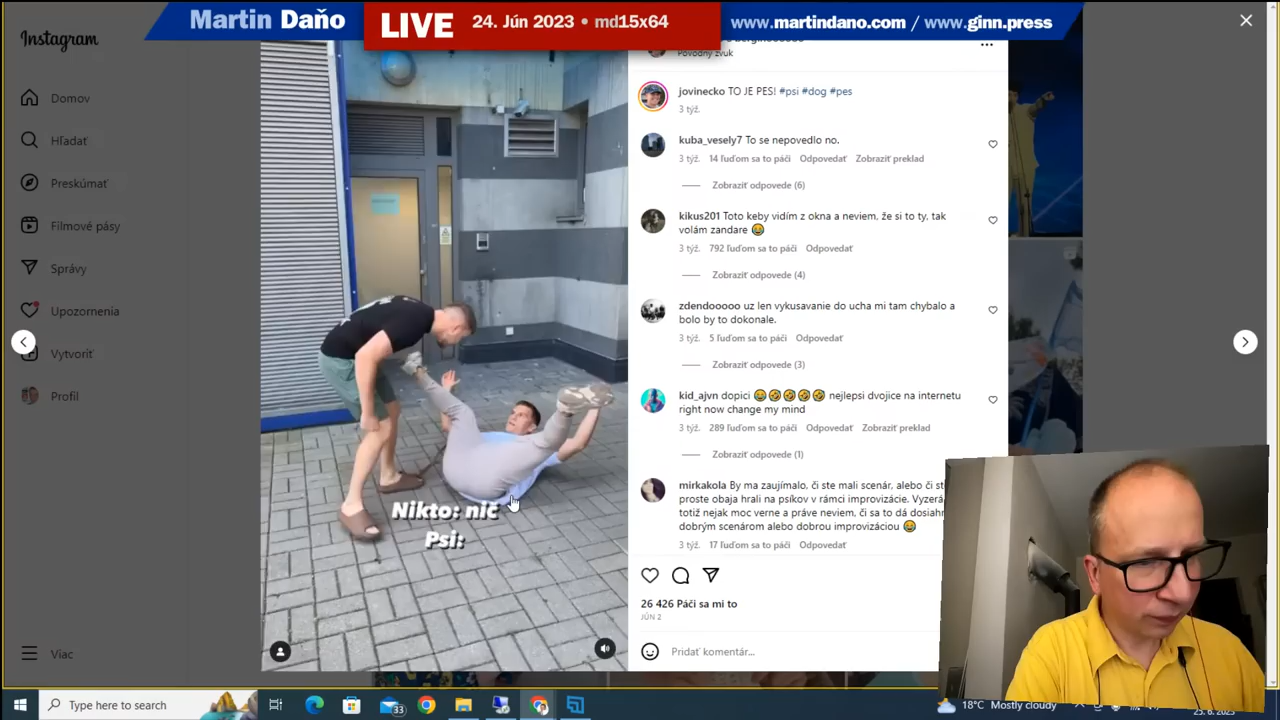 Martin Daňo
LIVE
24. Jún 2023 • md15x64
www.martindano.com / www.ginn.press
Instagram
Domov
Hľadať
Preskúmať
Filmové pásy
Správy
Upozornenia
Vytvoriť
Profil
Viac
Nikto: nič
Psi:
Pôvodný zvuk
jovinecko TO JE PES! #psi #dog #pes
3 týž.
kuba_vesely7 To se nepovedlo no.
3 týž. 14 ľuďom sa to páči Odpovedať Zobraziť preklad
Zobraziť odpovede (6)
kikus201 Toto keby vidím z okna a neviem, že si to ty, tak
volám zandare 😂
3 týž. 792 ľuďom sa to páči Odpovedať
Zobraziť odpovede (4)
zdendooooo uz len vykusavanie do ucha mi tam chybalo a
bolo by to dokonale.
3 týž. 5 ľuďom sa to páči Odpovedať
Zobraziť odpovede (3)
kid_ajvn dopici 😂🤣🤣🤣🤣 nejlepsi dvojice na internetu
right now change my mind
3 týž. 289 ľuďom sa to páči Odpovedať Zobraziť preklad
Zobraziť odpovede (1)
mirkakola By ma zaujímalo, či ste mali scenár, alebo či
proste obaja hrali na psíkov v rámci improvizácie.
totiž nejak moc verne a práve neviem, či sa to dá
dobrým scenárom alebo dobrou improvizáciou 😂
3 týž. 17 ľuďom sa to páči Odpovedať
26 426 Páči sa mi to
JÚN 2
Pridať komentár...
Type here to search
33
18°C Mostly cloudy